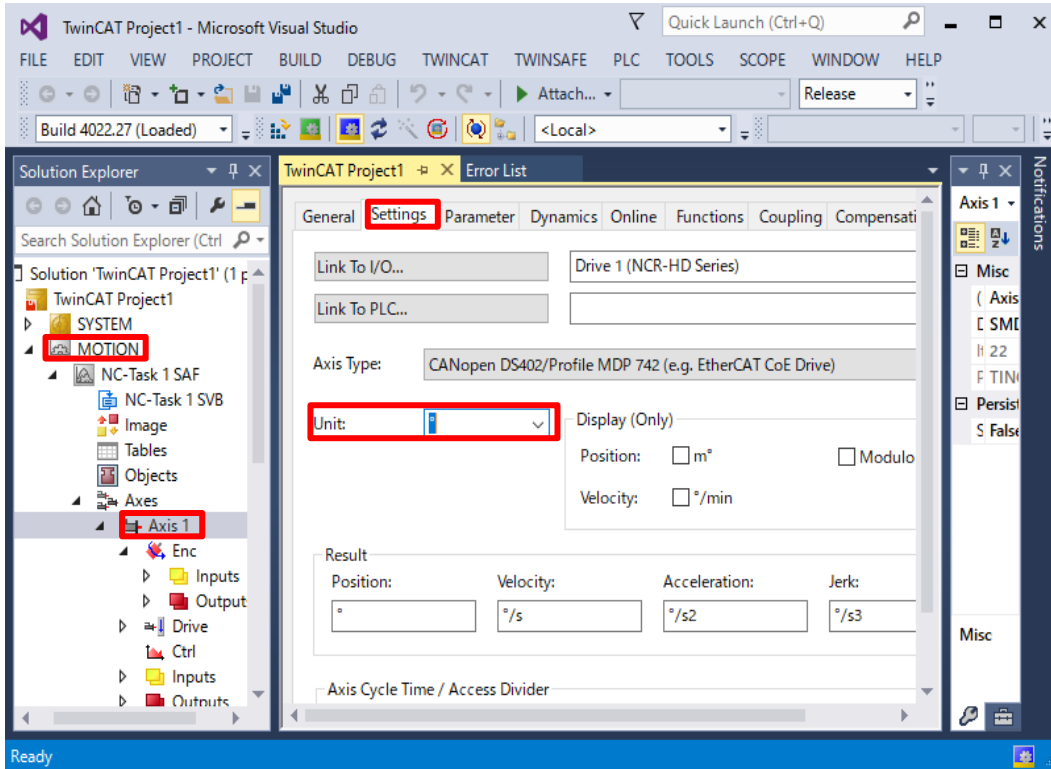 TwinCAT Project1 - Microsoft Visual Studio
Quick Launch (Ctrl+Q)
FILE EDIT VIEW PROJECT BUILD DEBUG TWINCAT TWINSAFE PLC TOOLS SCOPE WINDOW HELP
Attach... Release
Build 4022.27 (Loaded) <Local>
Solution Explorer
Search Solution Explorer (Ctrl
Solution 'TwinCAT Project1' (1 p
TwinCAT Project1
SYSTEM
MOTION
NC-Task 1 SAF
NC-Task 1 SVB
Image
Tables
Objects
Axes
Axis 1
Enc
Inputs
Output
Drive
Ctrl
Inputs
Outputs
TwinCAT Project1 Error List
General Settings Parameter Dynamics Online Functions Coupling Compensati
Link To I/O... Drive 1 (NCR-HD Series)
Link To PLC...
Axis Type: CANopen DS402/Profile MDP 742 (e.g. EtherCAT CoE Drive)
Unit: °
Display (Only)
Position: m° Modulo
Velocity: °/min
Result
Position: Velocity: Acceleration: Jerk:
° °/s °/s2 °/s3
Axis Cycle Time / Access Divider
Axis 1
Misc
( Axis
SMD
22
TIN
Persist
S False
Misc
Notifications
Ready